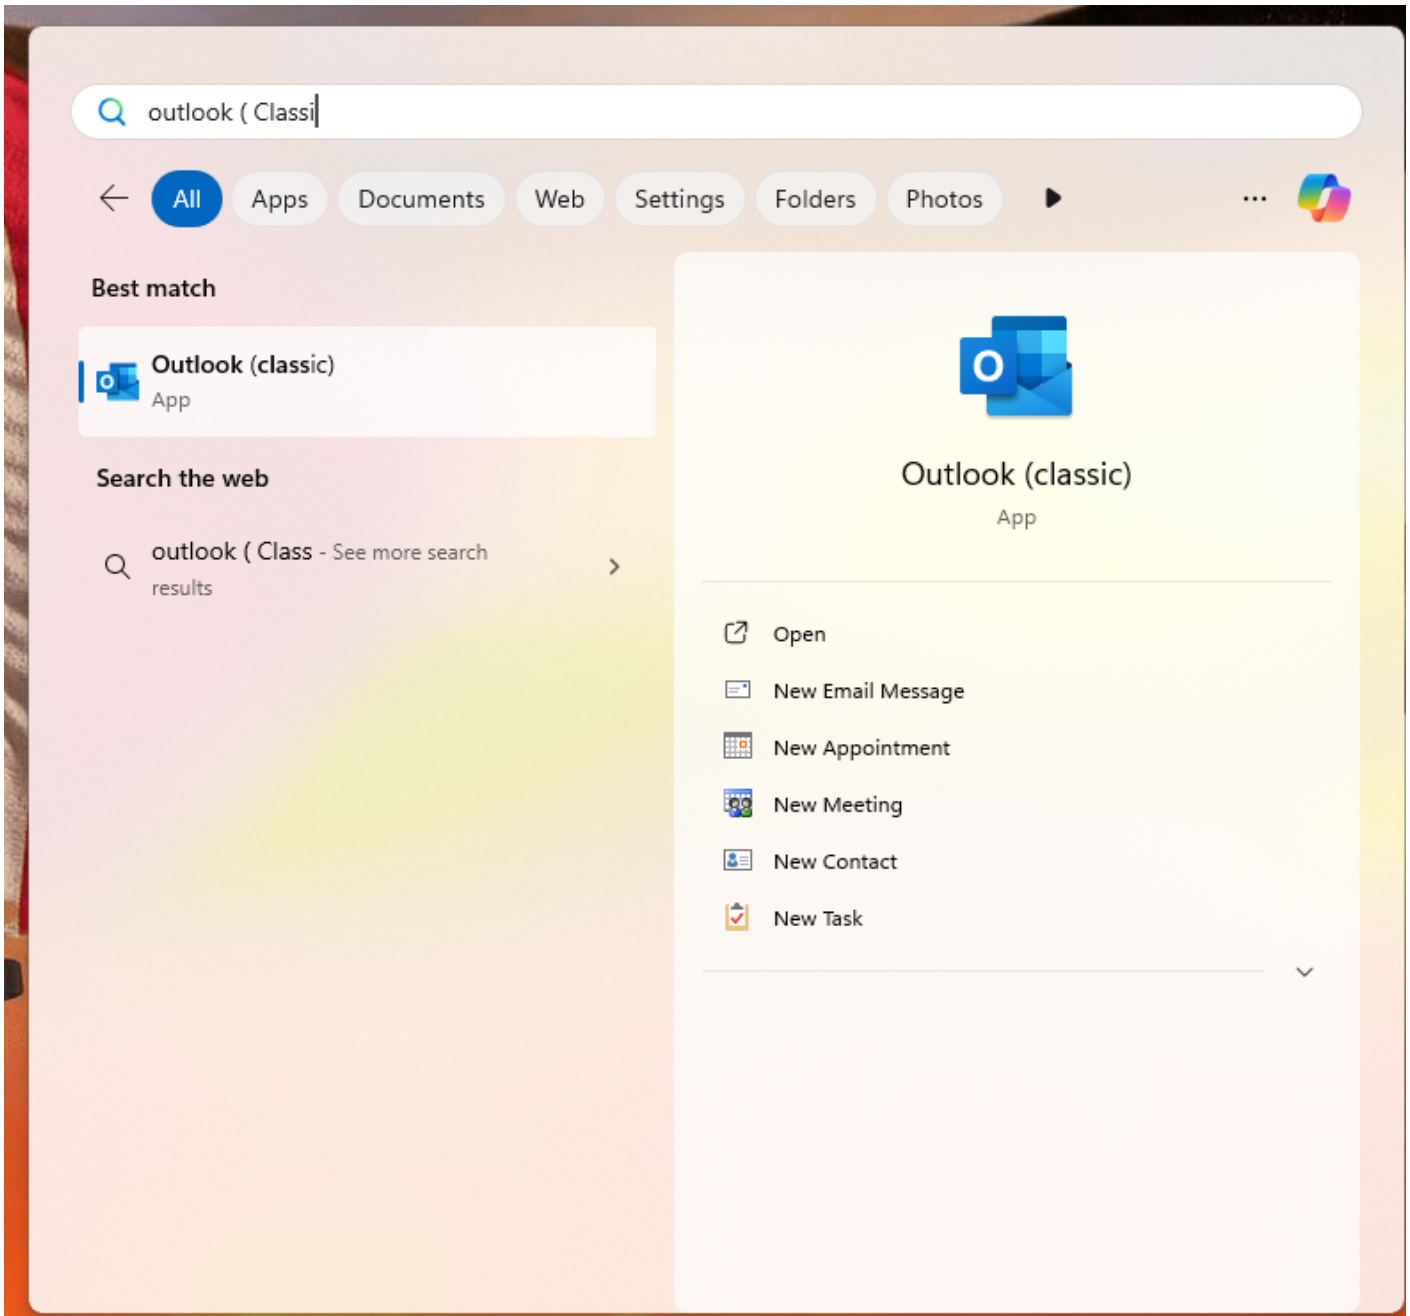 outlook ( Classi
All Apps Documents Web Settings Folders Photos ...
Best match
Outlook (classic)
App
Search the web
outlook ( Class - See more search
results
O
Outlook (classic)
App
Open
New Email Message
New Appointment
New Meeting
New Contact
New Task